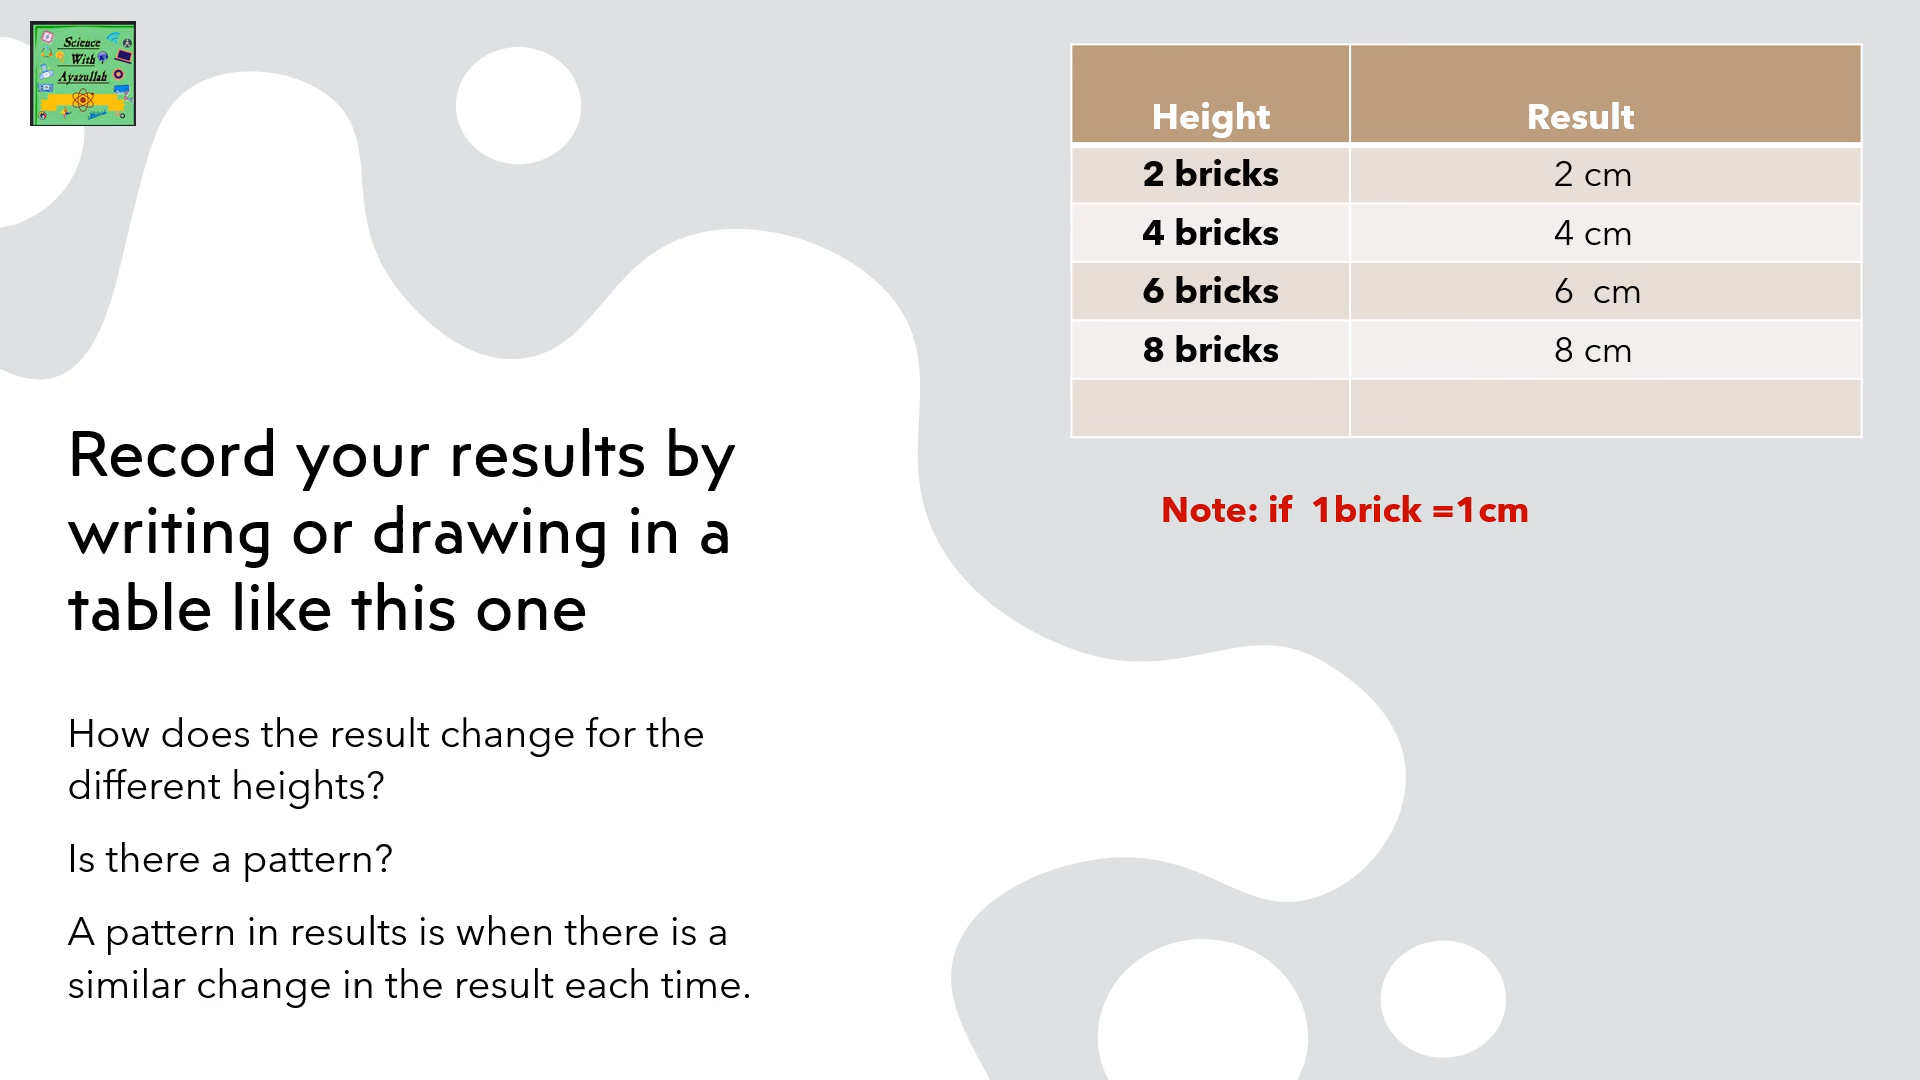 Science
With
Ayazullah
Height Result
2 bricks 2 cm
4 bricks 4 cm
6 bricks 6  cm
8 bricks 8 cm
Note: if  1brick =1cm
Record your results by
writing or drawing in a
table like this one
How does the result change for the
different heights?
Is there a pattern?
A pattern in results is when there is a
similar change in the result each time.